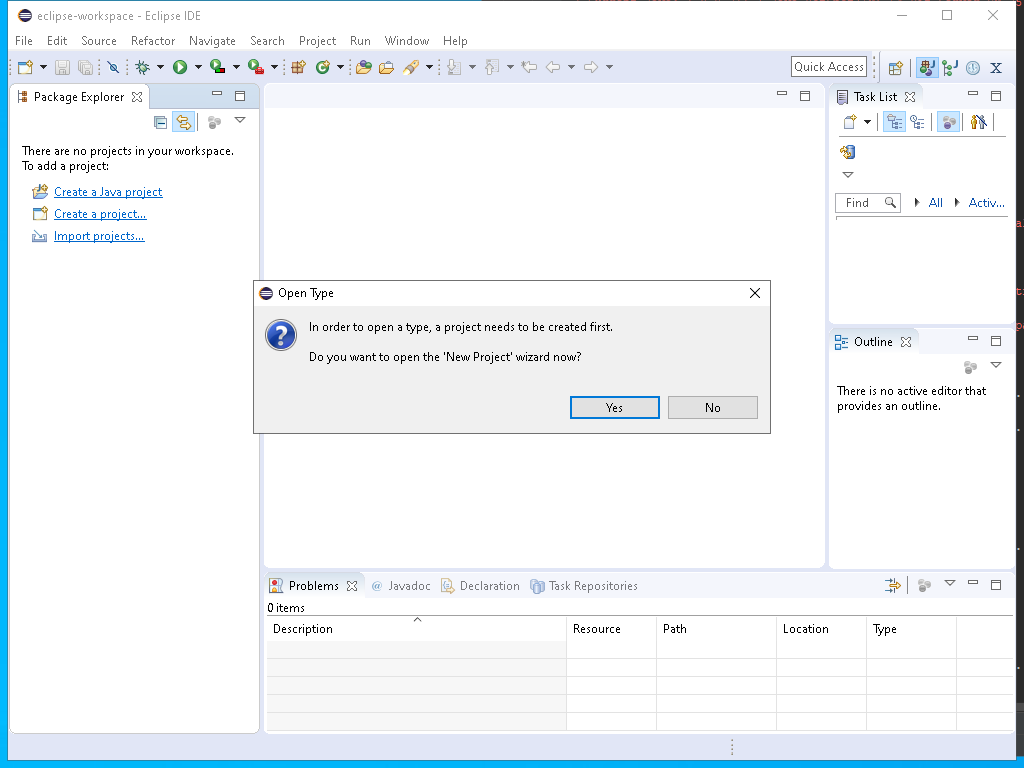 eclipse-workspace - Eclipse IDE
File Edit Source Refactor Navigate Search Project Run Window Help
Quick Access
Package Explorer
There are no projects in your workspace.
To add a project:
Create a Java project
Create a project...
Import projects...
Task List
Find
All
Activ...
Open Type
In order to open a type, a project needs to be created first.
Do you want to open the 'New Project' wizard now?
Yes
No
Outline
There is no active editor that
provides an outline.
Problems
@ Javadoc
Declaration
Task Repositories
0 items
Description Resource Path Location Type